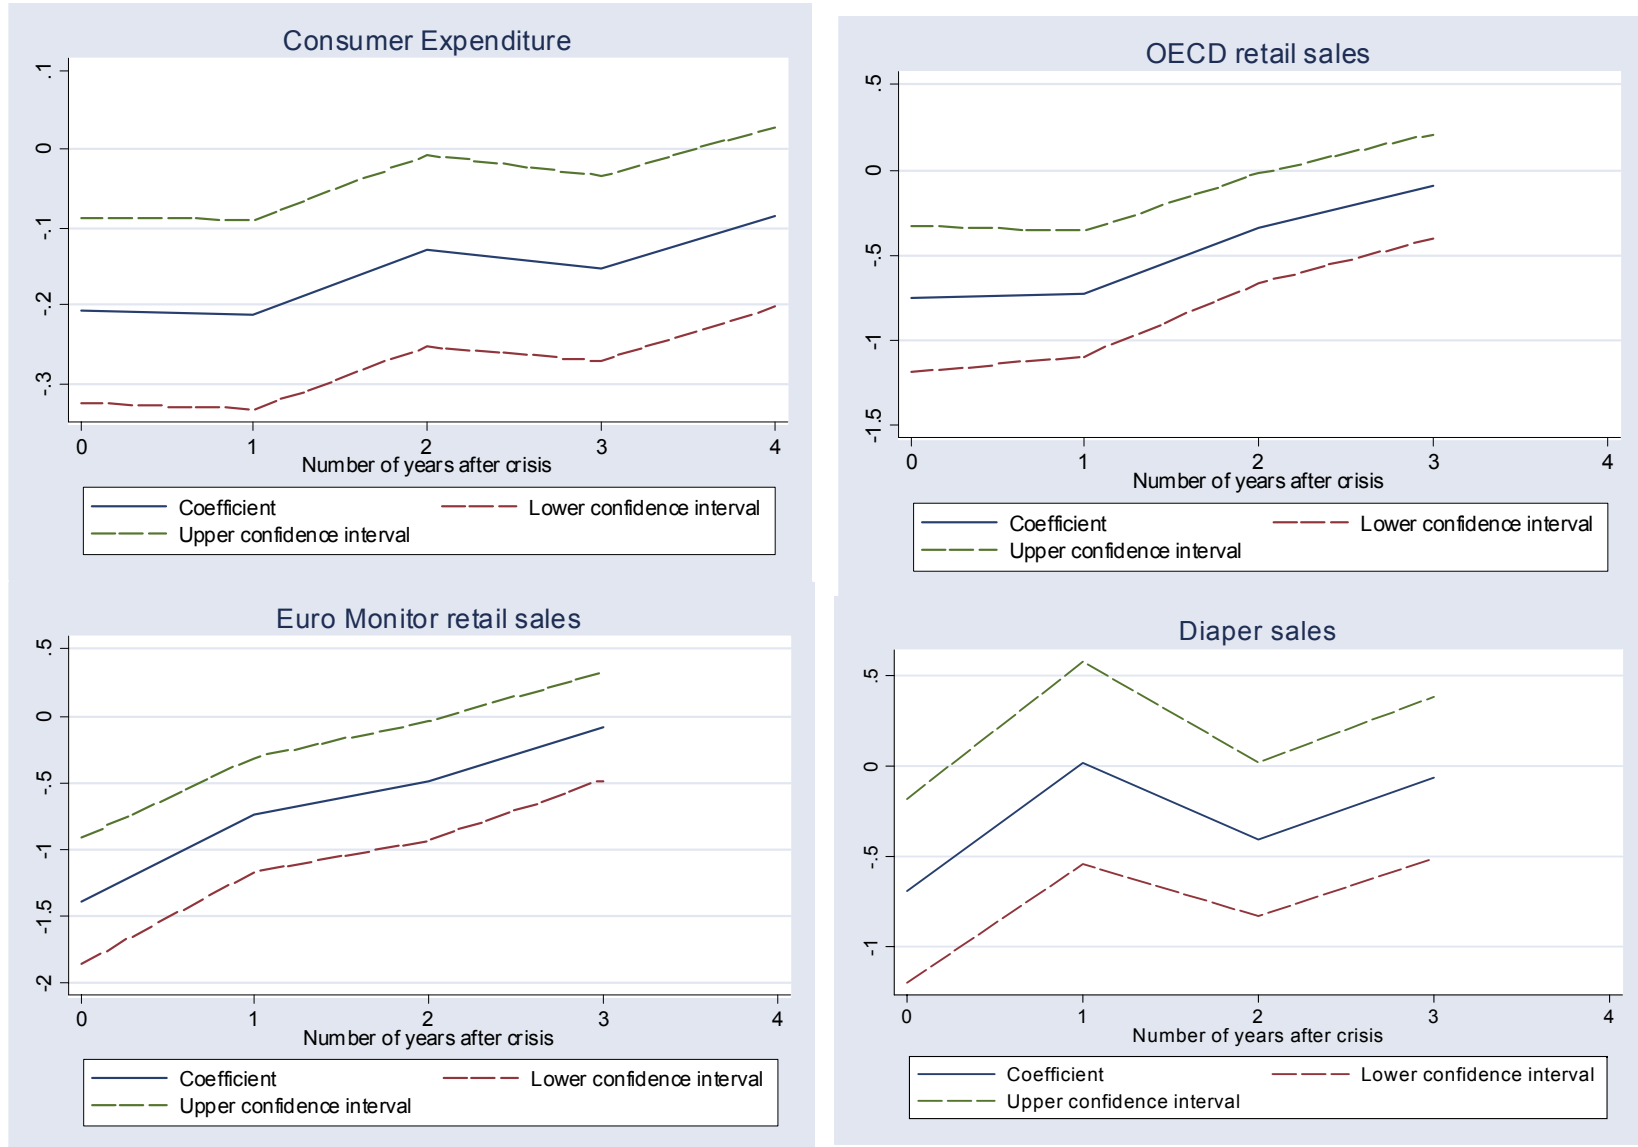 Consumer Expenditure
.1
0
-.1
-.2
-.3
0 1 2 3 4
Number of years after crisis
Coefficient Lower confidence interval
Upper confidence interval
OECD retail sales
.5
0
-.5
-1
-1.5
0 1 2 3 4
Number of years after crisis
Coefficient Lower confidence interval
Upper confidence interval
Euro Monitor retail sales
.5
0
-.5
-1
-1.5
-2
0 1 2 3 4
Number of years after crisis
Coefficient Lower confidence interval
Upper confidence interval
Diaper sales
.5
0
-.5
-1
0 1 2 3 4
Number of years after crisis
Coefficient Lower confidence interval
Upper confidence interval